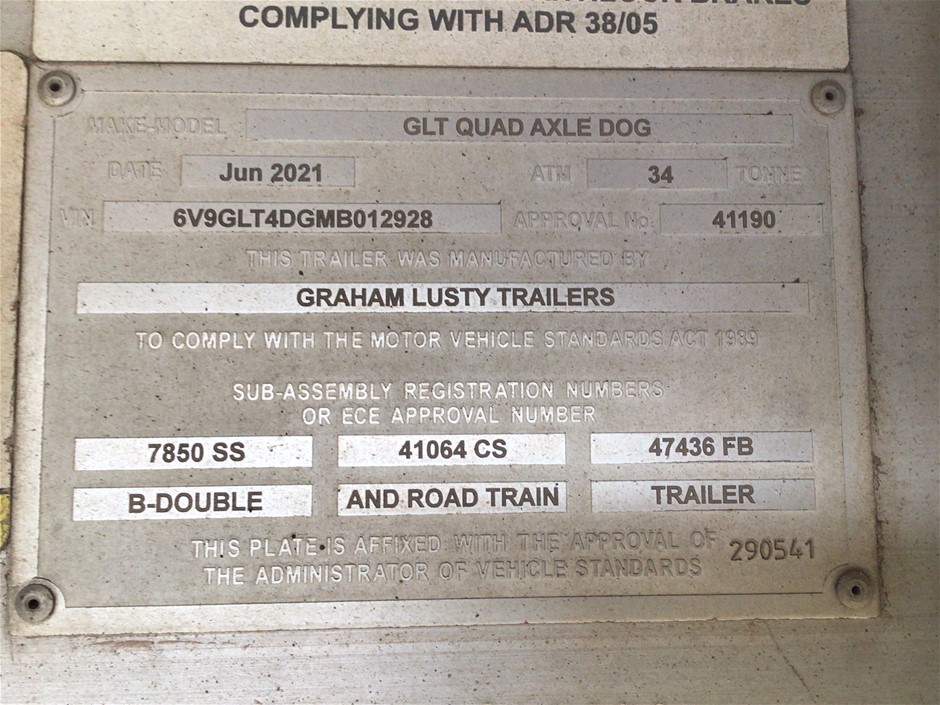 BRAKES
COMPLYING WITH ADR 38/05
MAKE-MODEL GLT QUAD AXLE DOG
DATE Jun 2021 ATM 34 TONNE
VIN 6V9GLT4DGMB012928 APPROVAL No. 41190
THIS TRAILER WAS MANUFACTURED BY
GRAHAM LUSTY TRAILERS
TO COMPLY WITH THE MOTOR VEHICLE STANDARDS ACT 1989
SUB-ASSEMBLY REGISTRATION NUMBERS
OR ECE APPROVAL NUMBER
7850 SS 41064 CS 47436 FB
B-DOUBLE AND ROAD TRAIN TRAILER
THIS PLATE IS AFFIXED WITH THE APPROVAL OF 290541
THE ADMINISTRATOR OF VEHICLE STANDARDS